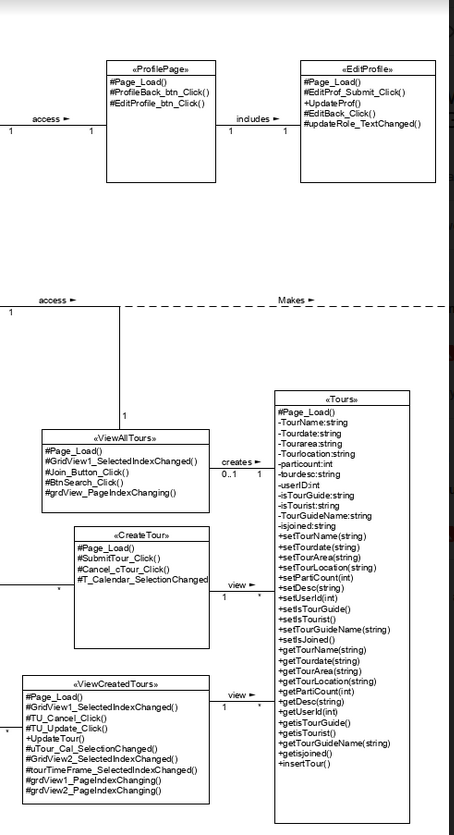 «ProfilePage»
#Page_Load()
#ProfileBack_btn_Click()
#EditProfile_btn_Click()
«EditProfile»
#Page_Load()
#EditProf_Submit_Click()
+UpdateProf()
#EditBack_Click()
#updateRole_TextChanged()
access ►
1
1
includes ►
1
1
access ►
1
Makes ►
1
«ViewAllTours»
#Page_Load()
#GridView1_SelectedIndexChanged()
#Join_Button_Click()
#BtnSearch_Click()
#grdView_PageIndexChanging()
creates ►
0..1
1
«CreateTour»
#Page_Load()
#SubmitTour_Click()
#Cancel_cTour_Click()
#T_Calendar_SelectionChanged
*
view ►
1
*
«ViewCreatedTours»
#Page_Load()
#GridView1_SelectedIndexChanged()
#TU_Cancel_Click()
#TU_Update_Click()
+UpdateTour()
#uTour_Cal_SelectionChanged()
#GridView2_SelectedIndexChanged()
#tourTimeFrame_SelectedIndexChanged()
#grdView1_PageIndexChanging()
#grdView2_PageIndexChanging()
*
view ►
1
*
«Tours»
#Page_Load()
-TourName:string
-Tourdate:string
-Tourarea:string
-Tourlocation:string
-particount:int
-tourdesc:string
-userID:int
-isTourGuide:string
-isTourist:string
-TourGuideName:string
-isjoined:string
+setTourName(string)
+setTourdate(string)
+setTourArea(string)
+setTourLocation(string)
+setPartiCount(int)
+setDesc(string)
+setUserId(int)
+setIsTourGuide()
+setIsTourist()
+setTourGuideName(string)
+setIsJoined()
+getTourName(string)
+getTourdate(string)
+getTourArea(string)
+getTourLocation(string)
+getPartiCount(int)
+getDesc(string)
+getUserId(int)
+getisTourGuide()
+getisTourist()
+getTourGuideName(string)
+getisjoined()
+insertTour()